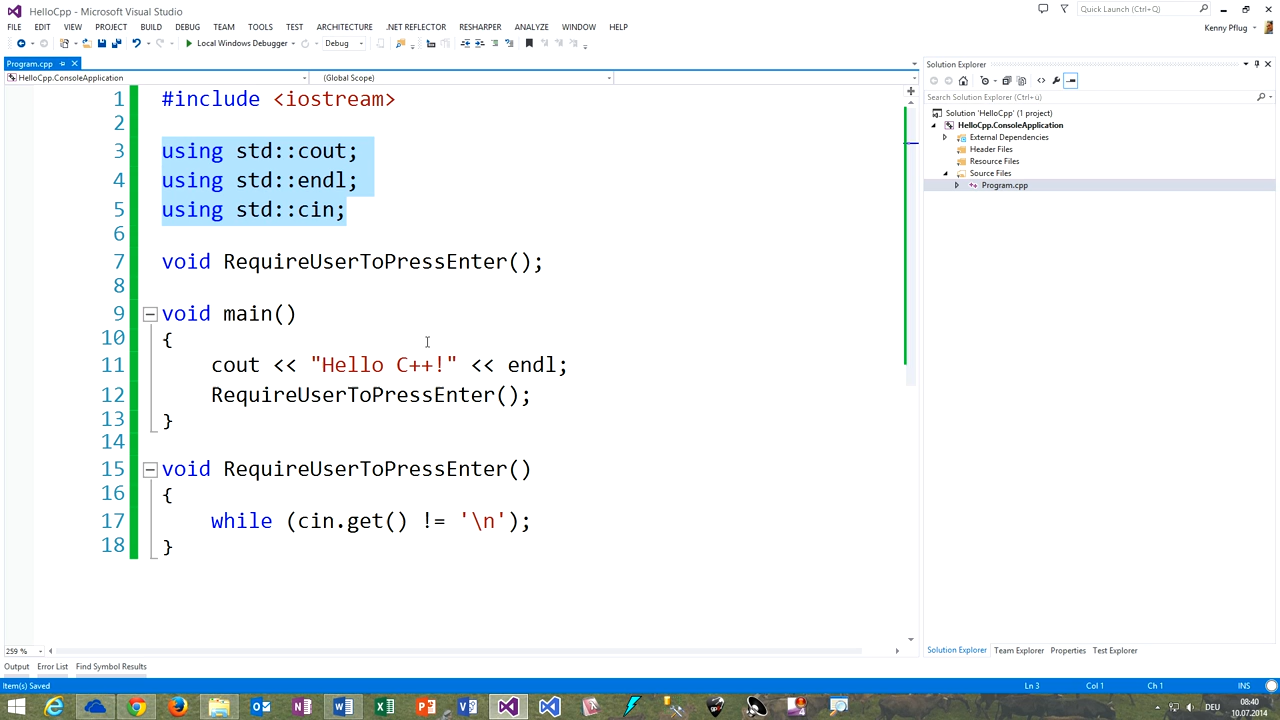 HelloCpp - Microsoft Visual Studio
Quick Launch (Ctrl+Q)
FILE EDIT VIEW PROJECT BUILD DEBUG TEAM TOOLS TEST ARCHITECTURE .NET REFLECTOR RESHARPER ANALYZE WINDOW HELP
Kenny Pflug
Local Windows Debugger Debug
Program.cpp
HelloCpp.ConsoleApplication (Global Scope)
1 #include <iostream>
2
3 using std::cout;
4 using std::endl;
5 using std::cin;
6
7 void RequireUserToPressEnter();
8
9 void main()
10 {
11 cout << "Hello C++!" << endl;
12 RequireUserToPressEnter();
13 }
14
15 void RequireUserToPressEnter()
16 {
17 while (cin.get() != '\n');
18 }
259 %
Solution Explorer
Search Solution Explorer (Ctrl+ü)
Solution 'HelloCpp' (1 project)
HelloCpp.ConsoleApplication
External Dependencies
Header Files
Resource Files
Source Files
Program.cpp
Solution Explorer Team Explorer Properties Test Explorer
Output Error List Find Symbol Results
Item(s) Saved Ln 3 Col 1 Ch 1 INS
DEU
08:40
10.07.2014